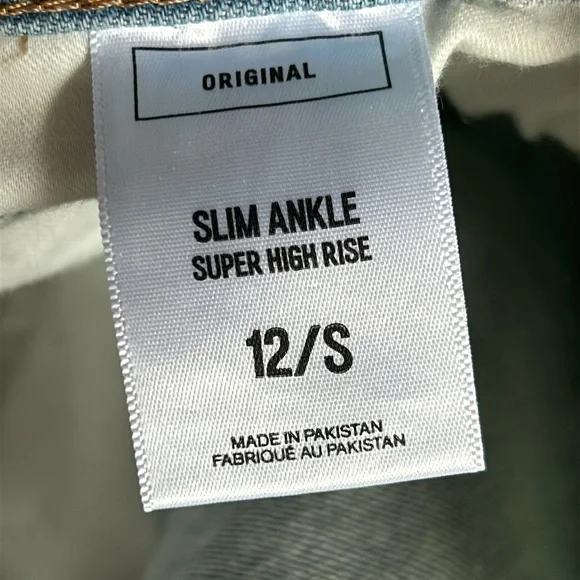 ORIGINAL
SLIM ANKLE
SUPER HIGH RISE
12/S
MADE IN PAKISTAN
FABRIQUÉ AU PAKISTAN